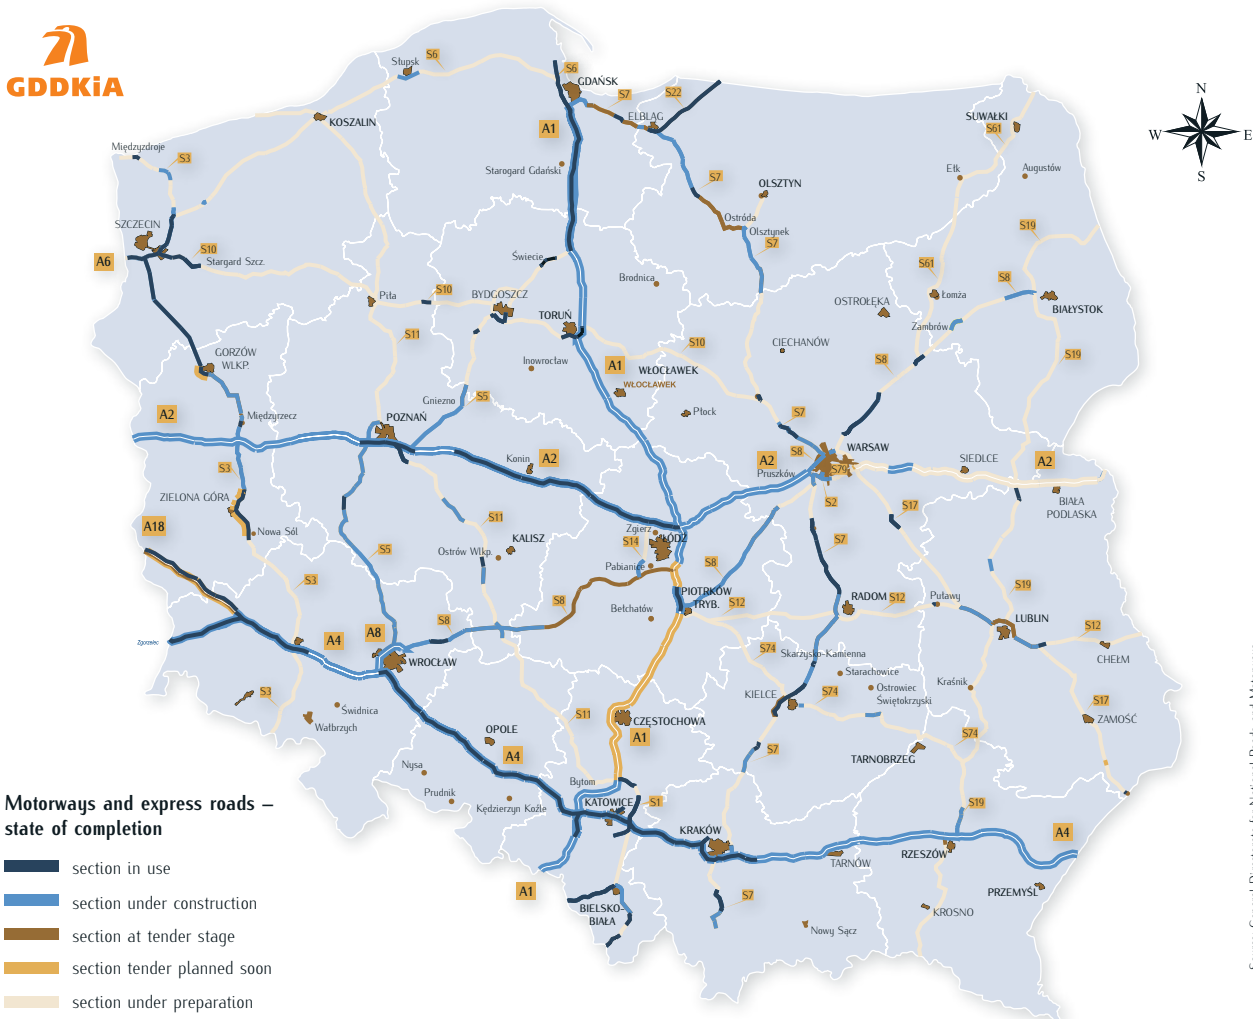 GDDKiA
Słupsk
S6
S6
GDAŃSK
S7
S22
ELBLĄG
KOSZALIN
A1
SUWAŁKI
S61
N
W
E
S
Międzyzdroje
S3
Starogard Gdański
S7
OLSZTYN
Ełk
Augustów
SZCZECIN
Ostróda
Olsztynek
S7
S19
A6
S10
Stargard Szcz.
Świecie
Brodnica
S61
S8
Piła
S10
BYDGOSZCZ
TORUŃ
OSTROŁĘKA
Łomża
BIAŁYSTOK
S11
Zambrów
GORZÓW
WLKP.
Inowrocław
A1
S10
WŁOCŁAWEK
WŁOCŁAWEK
CIECHANÓW
S8
S19
Gniezno
S5
A2
Międzyrzecz
POZNAŃ
Płock
S7
S8
WARSAW
S3
Konin
A2
A2
Pruszków
S79
SIEDLCE
A2
ZIELONA GÓRA
S2
S17
BIAŁA
PODLASKA
A18
Nowa Sól
S11
KALISZ
Ostrów Wlkp.
Zgierz
S14
ŁÓDŹ
Pabianice
S7
S5
S8
S3
PIOTRKÓW
TRYB.
S12
S8
Bełchatów
RADOM
S12
Puławy
S19
LUBLIN
S12
CHEŁM
Zgorzelec
A4
A8
S8
WROCŁAW
S74
Skarżysko-Kamienna
Starachowice
S3
Świdnica
Wałbrzych
KIELCE
S74
Ostrowiec
Świętokrzyski
Kraśnik
S17
ZAMOŚĆ
OPOLE
S11
CZĘSTOCHOWA
A1
S74
A4
S7
TARNOBRZEG
Nysa
Prudnik
Kędzierzyn Koźle
Bytom
KATOWICE
S1
S19
KRAKÓW
A4
TARNÓW
RZESZÓW
A1
S7
PRZEMYŚL
BIELSKO-
BIAŁA
Nowy Sącz
KROSNO
Motorways and express roads –
state of completion
section in use
section under construction
section at tender stage
section tender planned soon
section under preparation